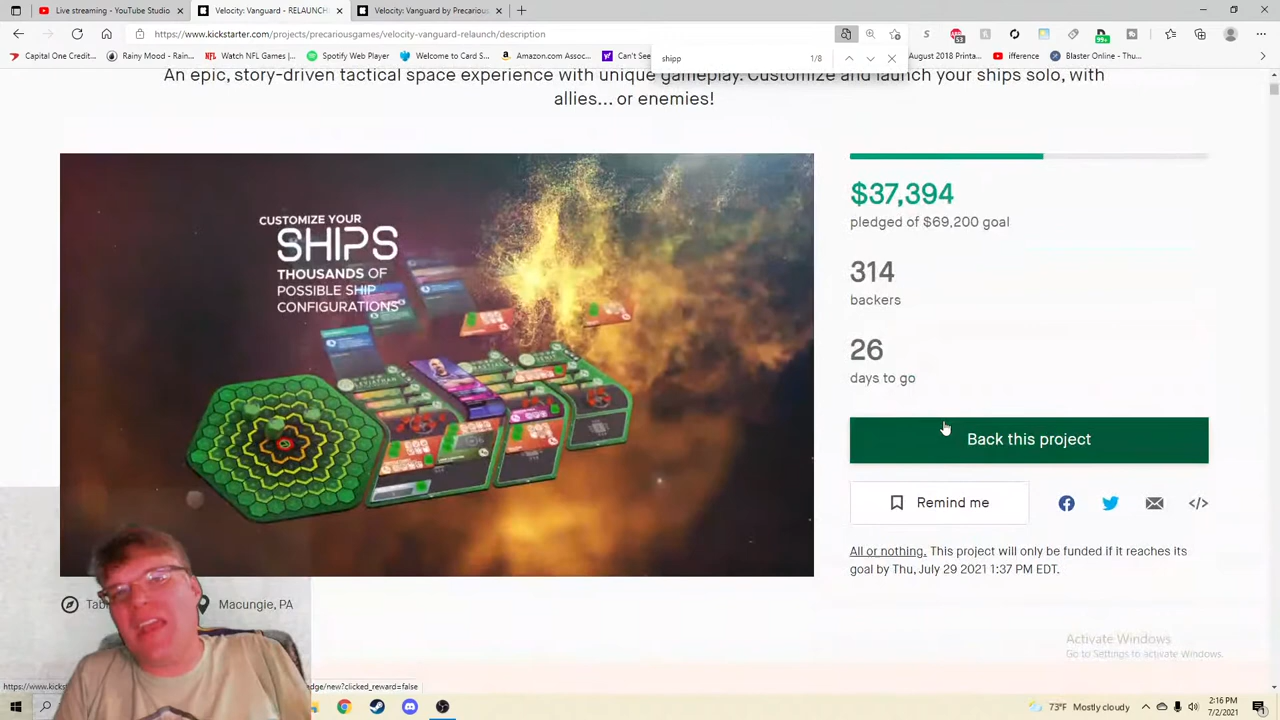 Live streaming - YouTube Studio
Velocity: Vanguard - RELAUNCH
Velocity: Vanguard by Precarious
https://www.kickstarter.com/projects/precariousgames/velocity-vanguard-relaunch/description
Capital One Credit...
Rainy Mood - Rain...
Watch NFL Games -...
Spotify Web Player
Welcome to Card S...
Amazon.com Assoc...
Can't See
August 2018 Printa...
ifference
Blaster Online - Thu...
shipp
1/8
An epic, story-driven tactical space experience with unique gameplay. Customize and launch your ships solo, with
allies... or enemies!
CUSTOMIZE YOUR
SHIPS
THOUSANDS OF
POSSIBLE SHIP
CONFIGURATIONS
LEVIATHAN
$37,394
pledged of $69,200 goal
314
backers
26
days to go
Back this project
Remind me
All or nothing. This project will only be funded if it reaches its
goal by Thu, July 29 2021 1:37 PM EDT.
Macungie, PA
Activate Windows
Go to Settings to activate Windows.
73°F Mostly cloudy
2:16 PM
7/2/2021